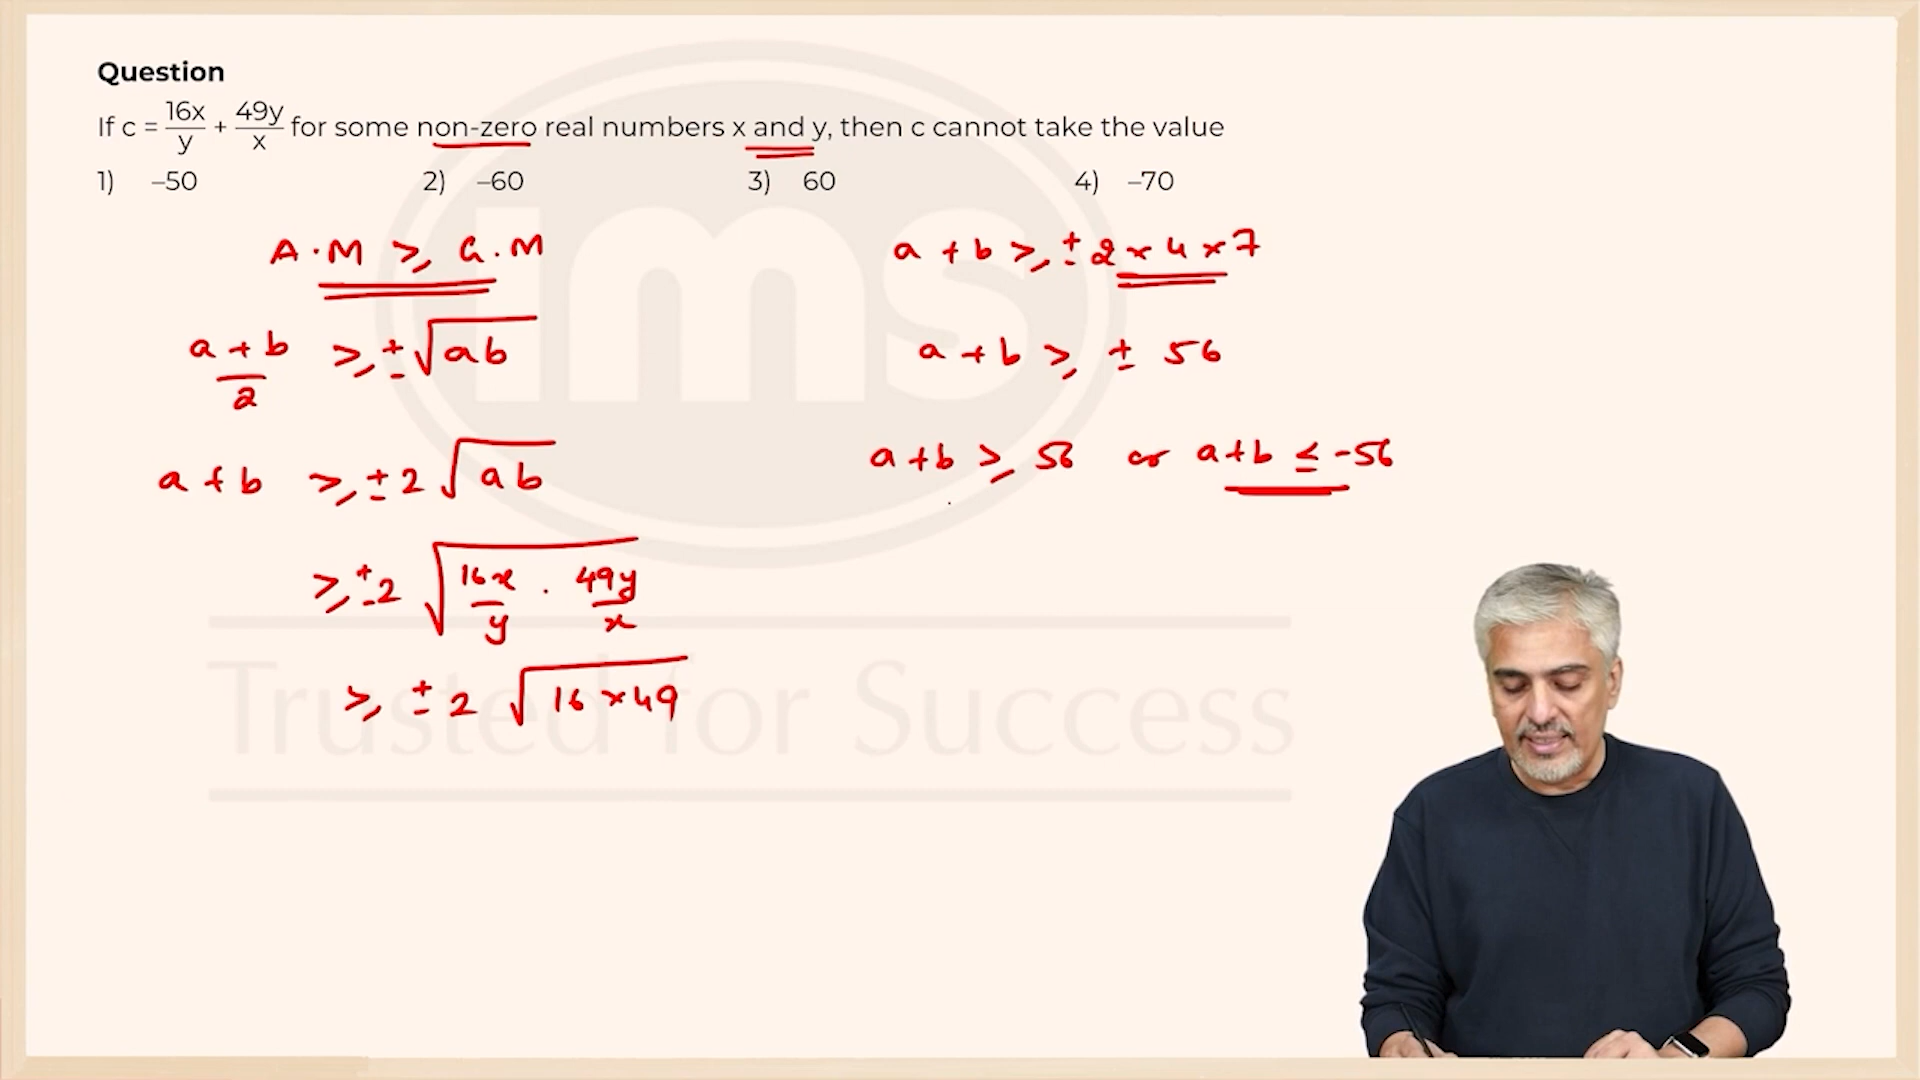 Question
If c = 16x/y + 49y/x for some non-zero real numbers x and y, then c cannot take the value
1) –50 2) –60 3) 60 4) –70
A.M ≥ G.M
(a + b)/2 ≥ ± √ab
a + b ≥ ± 2 √ab
≥ ± 2 √(16x/y · 49y/x)
≥ ± 2 √(16 × 49)
a + b ≥ ± 2 × 4 × 7
a + b ≥ ± 56
a + b ≥ 56 or a + b ≤ -56
ims
Trusted for Success